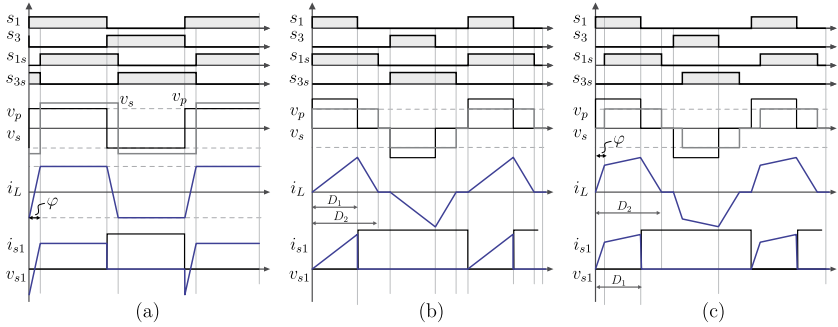 s1 s1 s1
s3 s3 s3
s1s s1s s1s
s3s s3s s3s
vp vs vp vp vp
vs vs vs
φ
iL iL iL
φ D1 D2
D2
is1 is1 is1
vs1 vs1 vs1
D1
(a) (b) (c)